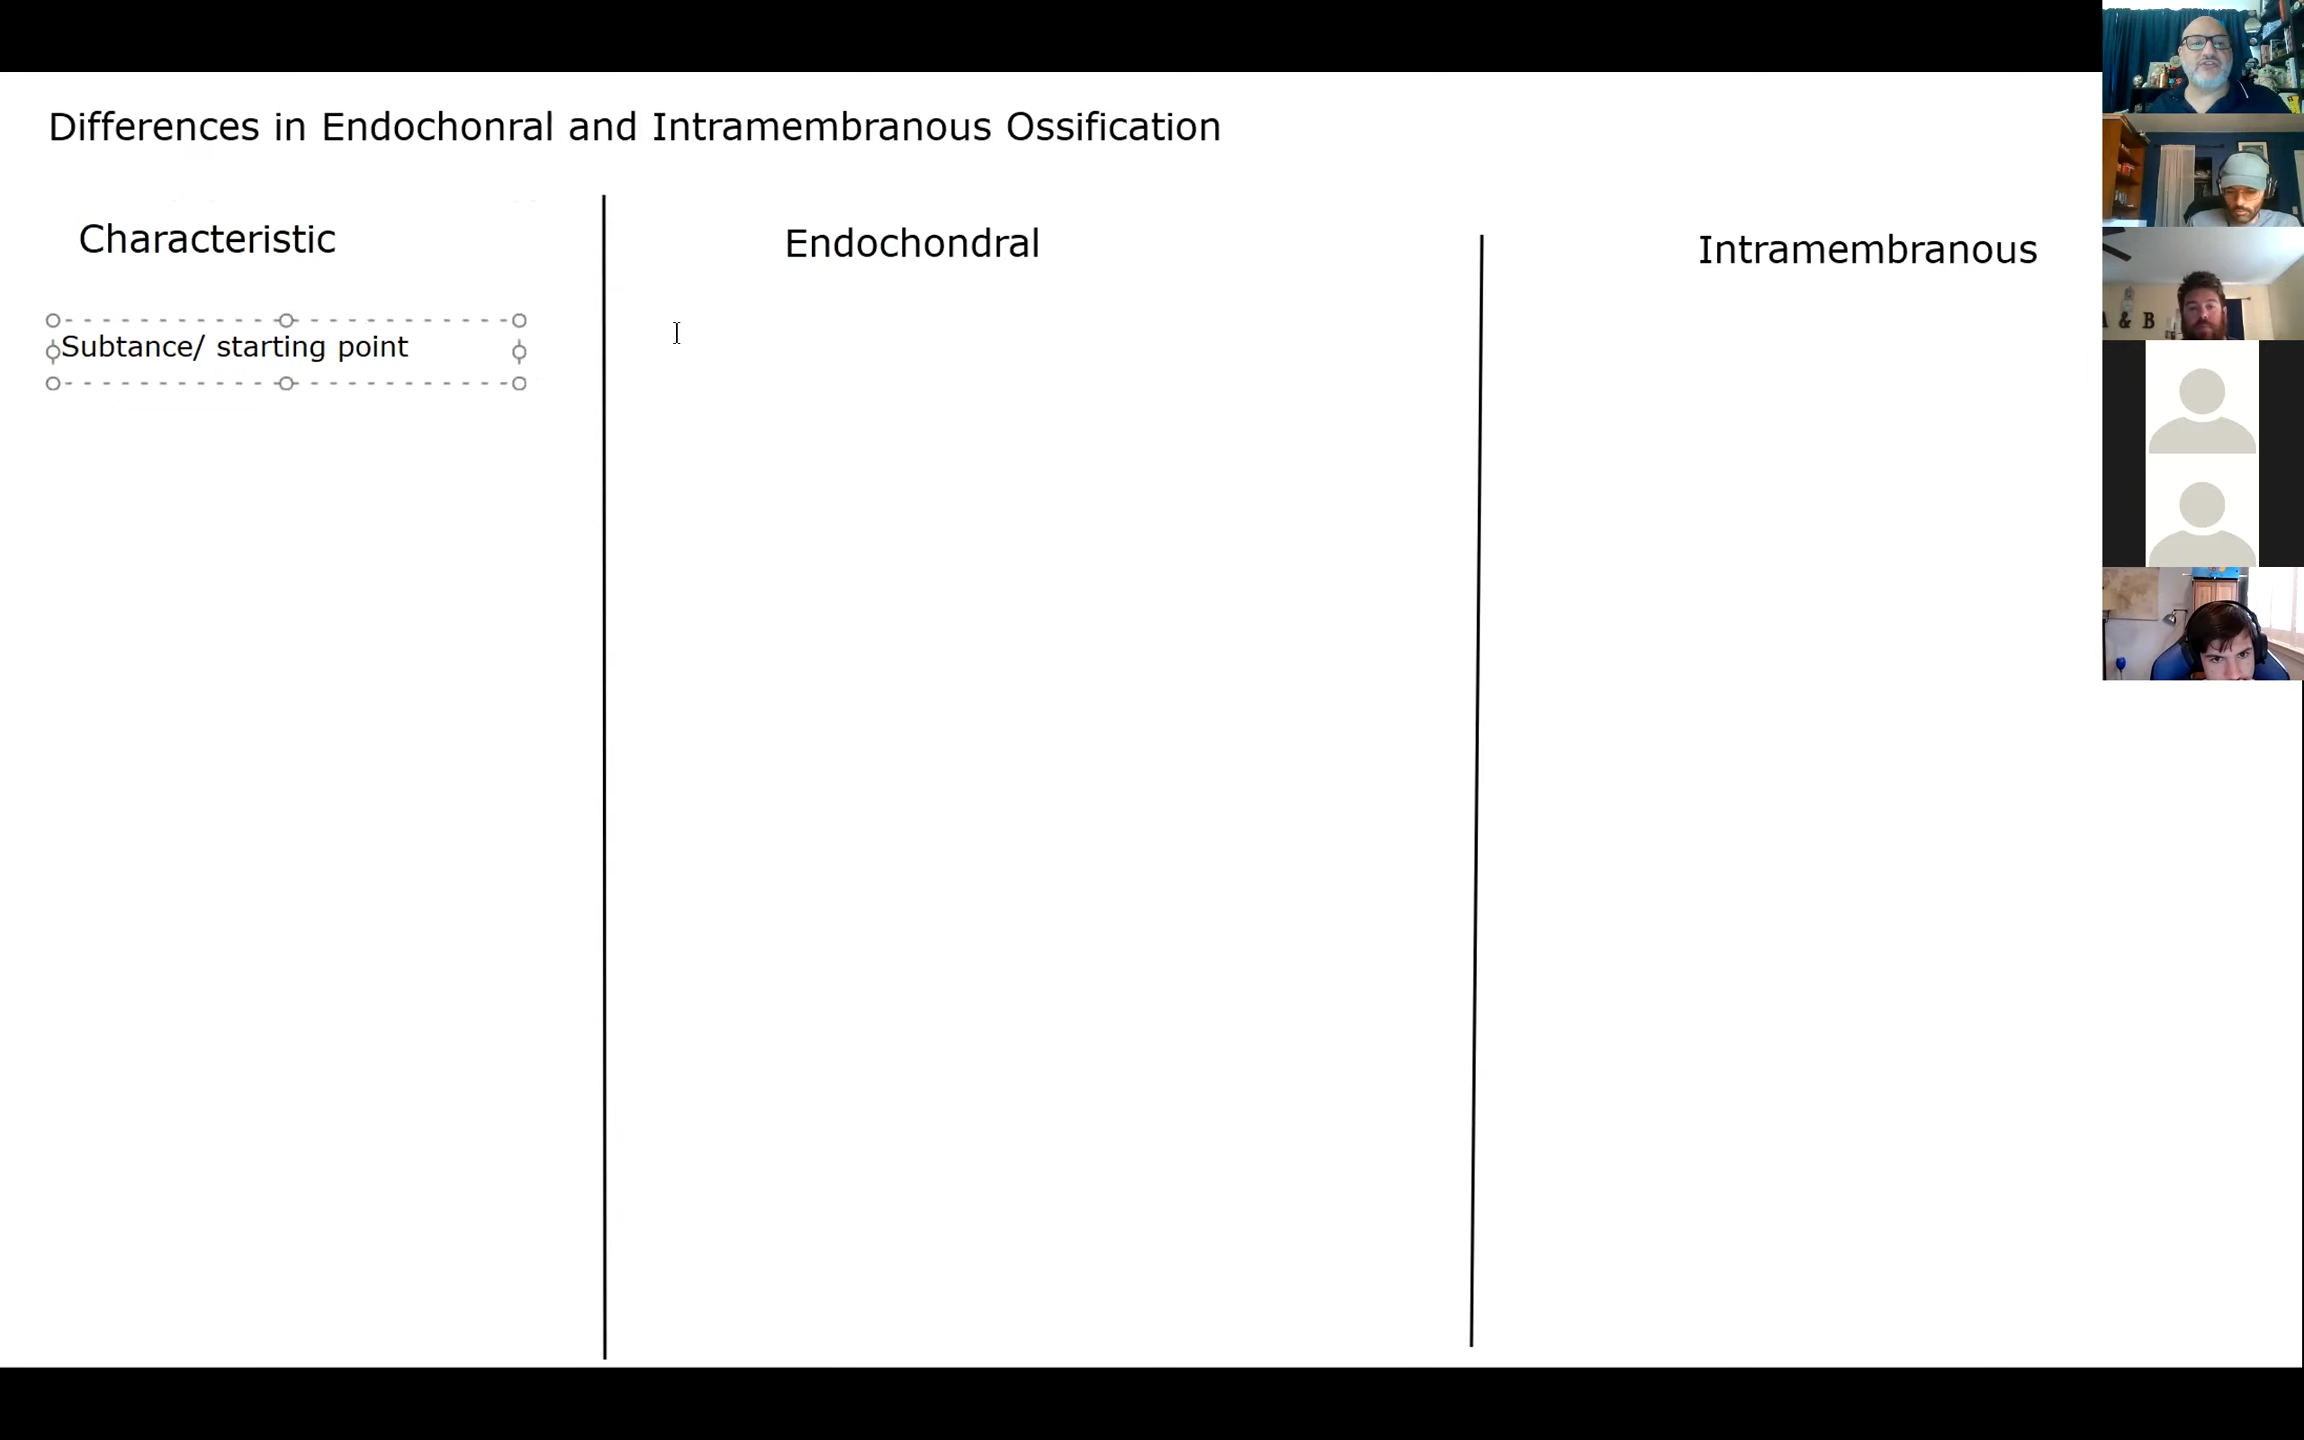 Differences in Endochonral and Intramembranous Ossification
Characteristic
Endochondral
Intramembranous
Subtance/ starting point
A & B